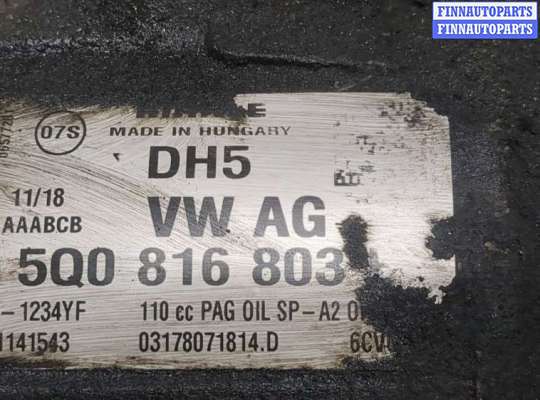 FINNAUTOPARTS
FINNAUTOPARTS
07S
MADE IN HUNGARY
DH5
11/18
VW AG
AAABCB
5Q0 816 803
-1234YF 110 cc PAG OIL SP-A2
1141543 03178071814.D